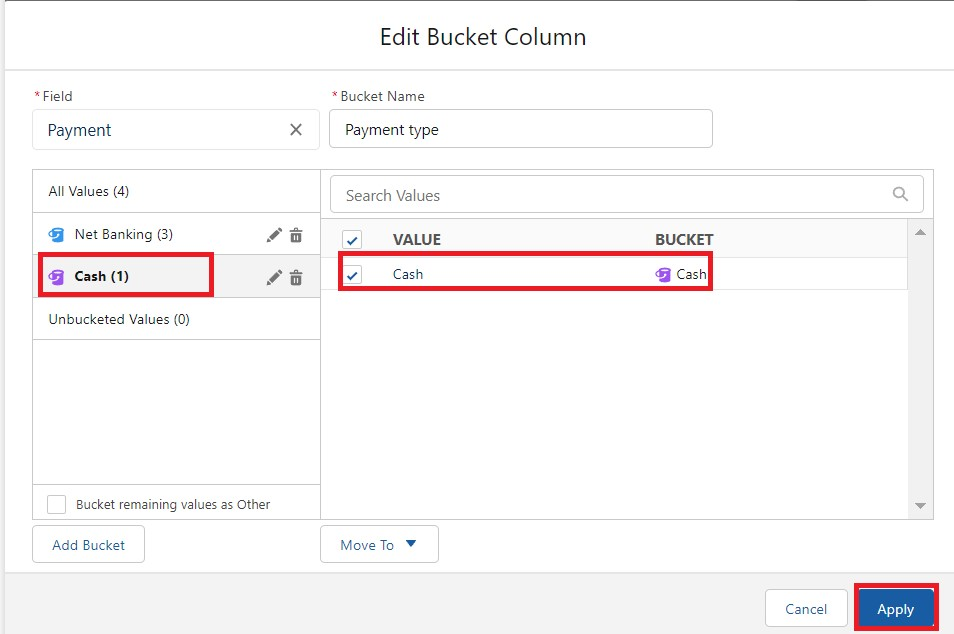 Edit Bucket Column
* Field
* Bucket Name
Payment
Payment type
All Values (4)
Search Values
Net Banking (3)
VALUE BUCKET
Cash (1)
Cash Cash
Unbucketed Values (0)
Bucket remaining values as Other
Add Bucket
Move To
Cancel
Apply